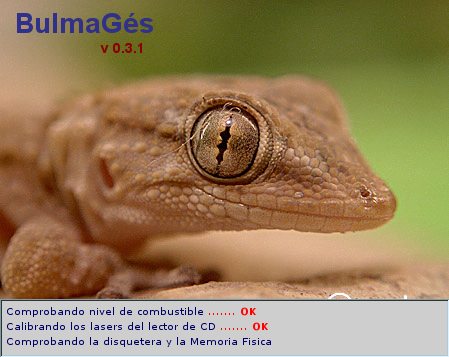 BulmaGés
v 0.3.1
Comprobando nivel de combustible ....... OK
Calibrando los lasers del lector de CD ....... OK
Comprobando la disquetera y la Memoria Fisica